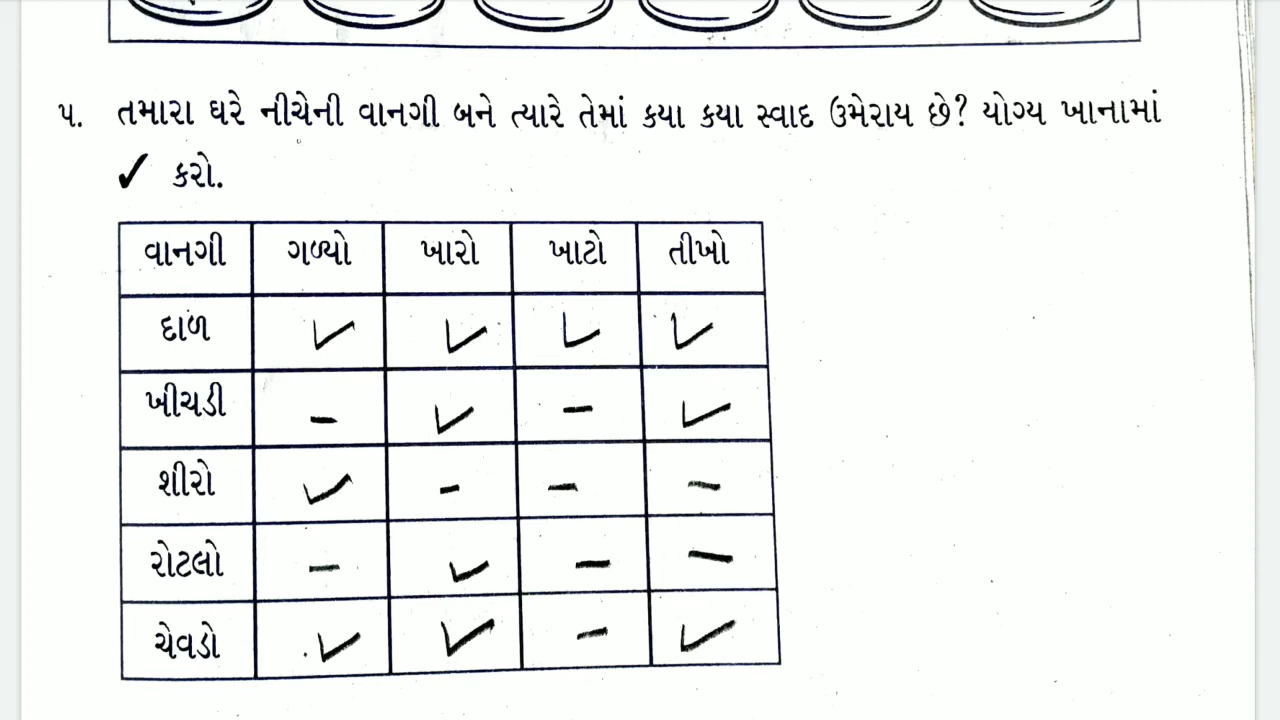 ૫. તમારા ઘરે નીચેની વાનગી બને ત્યારે તેમાં કયા કયા સ્વાદ ઉમેરાય છે? યોગ્ય ખાનામાં
✓ કરો.
વાનગી ગળ્યો ખારો ખાટો તીખો
દાળ ✓ ✓ ✓ ✓
ખીચડી – ✓ – ✓
શીરો ✓ – – –
રોટલો – ✓ – –
ચેવડો ✓ ✓ – ✓